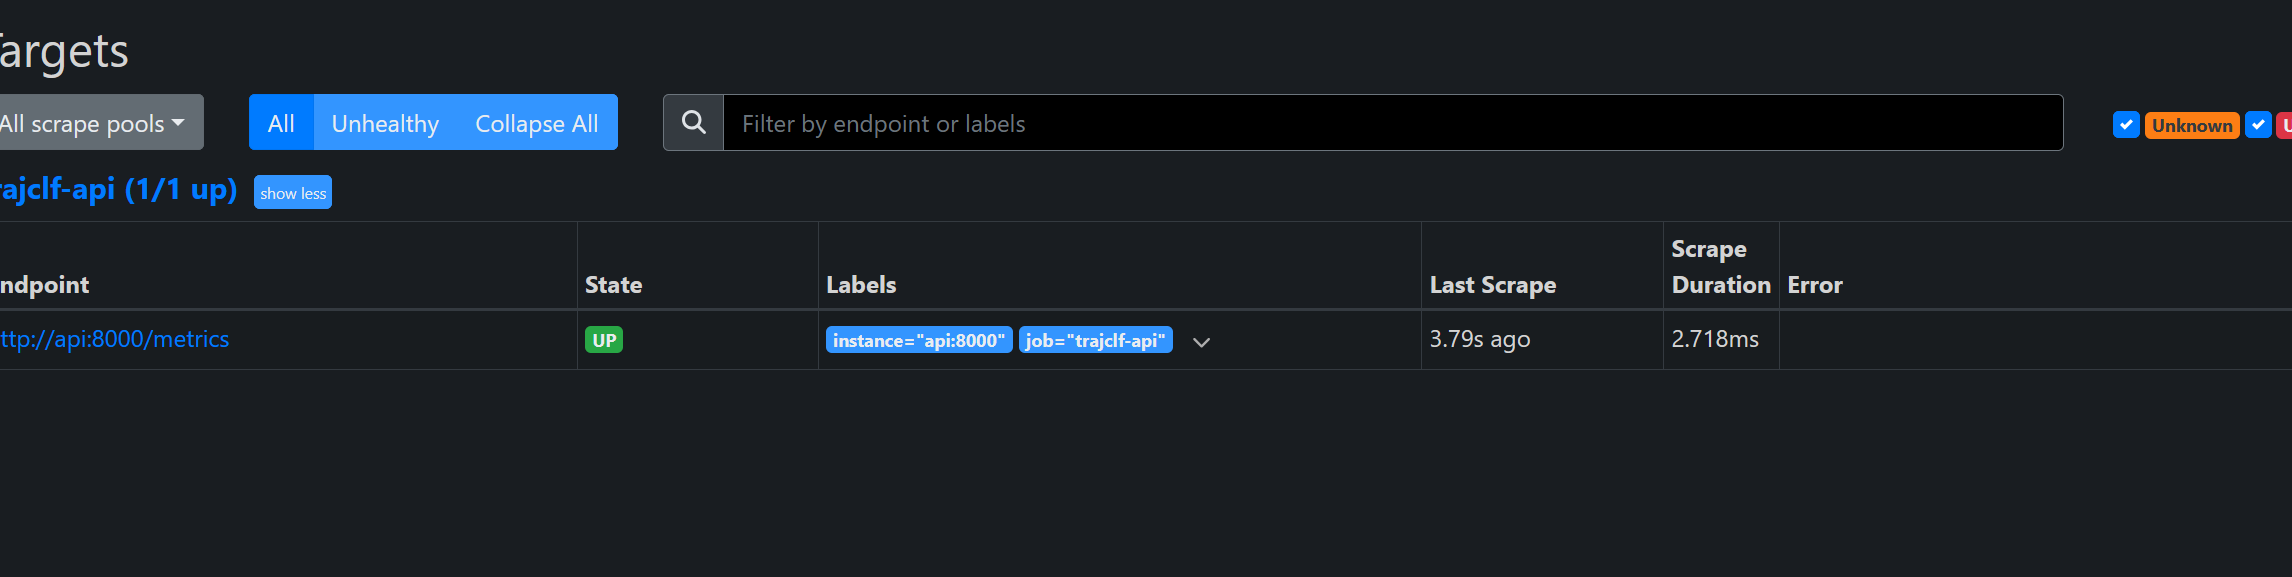 argets
All scrape pools
All Unhealthy Collapse All
Filter by endpoint or labels
Unknown
rajclf-api (1/1 up) show less
ndpoint State Labels Last Scrape Scrape Duration Error
ttp://api:8000/metrics UP instance="api:8000" job="trajclf-api" 3.79s ago 2.718ms